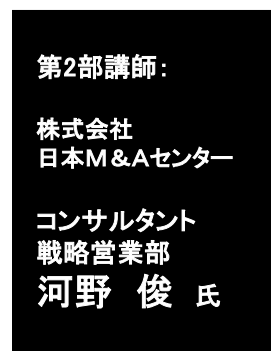 第2部講師：
株式会社
日本Ｍ＆Ａセンター
コンサルタント
戦略営業部
河野　俊　氏